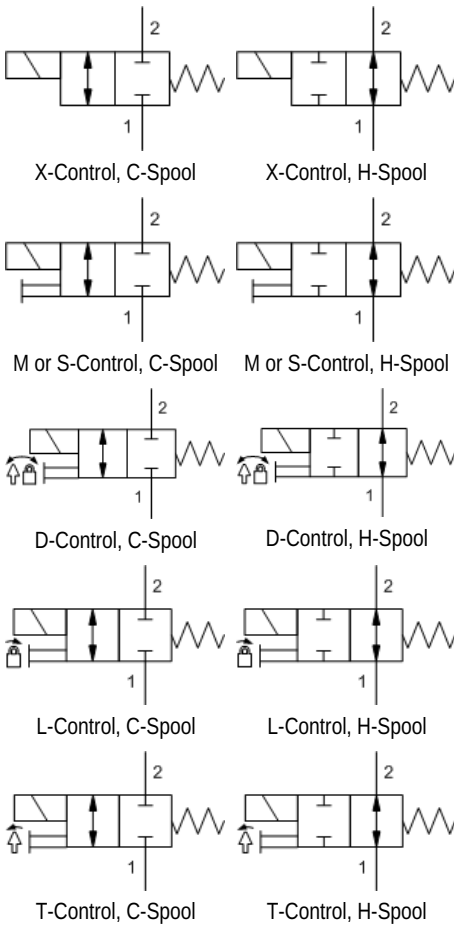 2
2
1
1
X-Control, C-Spool
X-Control, H-Spool
2
2
1
1
M or S-Control, C-Spool
M or S-Control, H-Spool
2
2
1
1
D-Control, C-Spool
D-Control, H-Spool
2
2
1
1
L-Control, C-Spool
L-Control, H-Spool
2
2
1
1
T-Control, C-Spool
T-Control, H-Spool